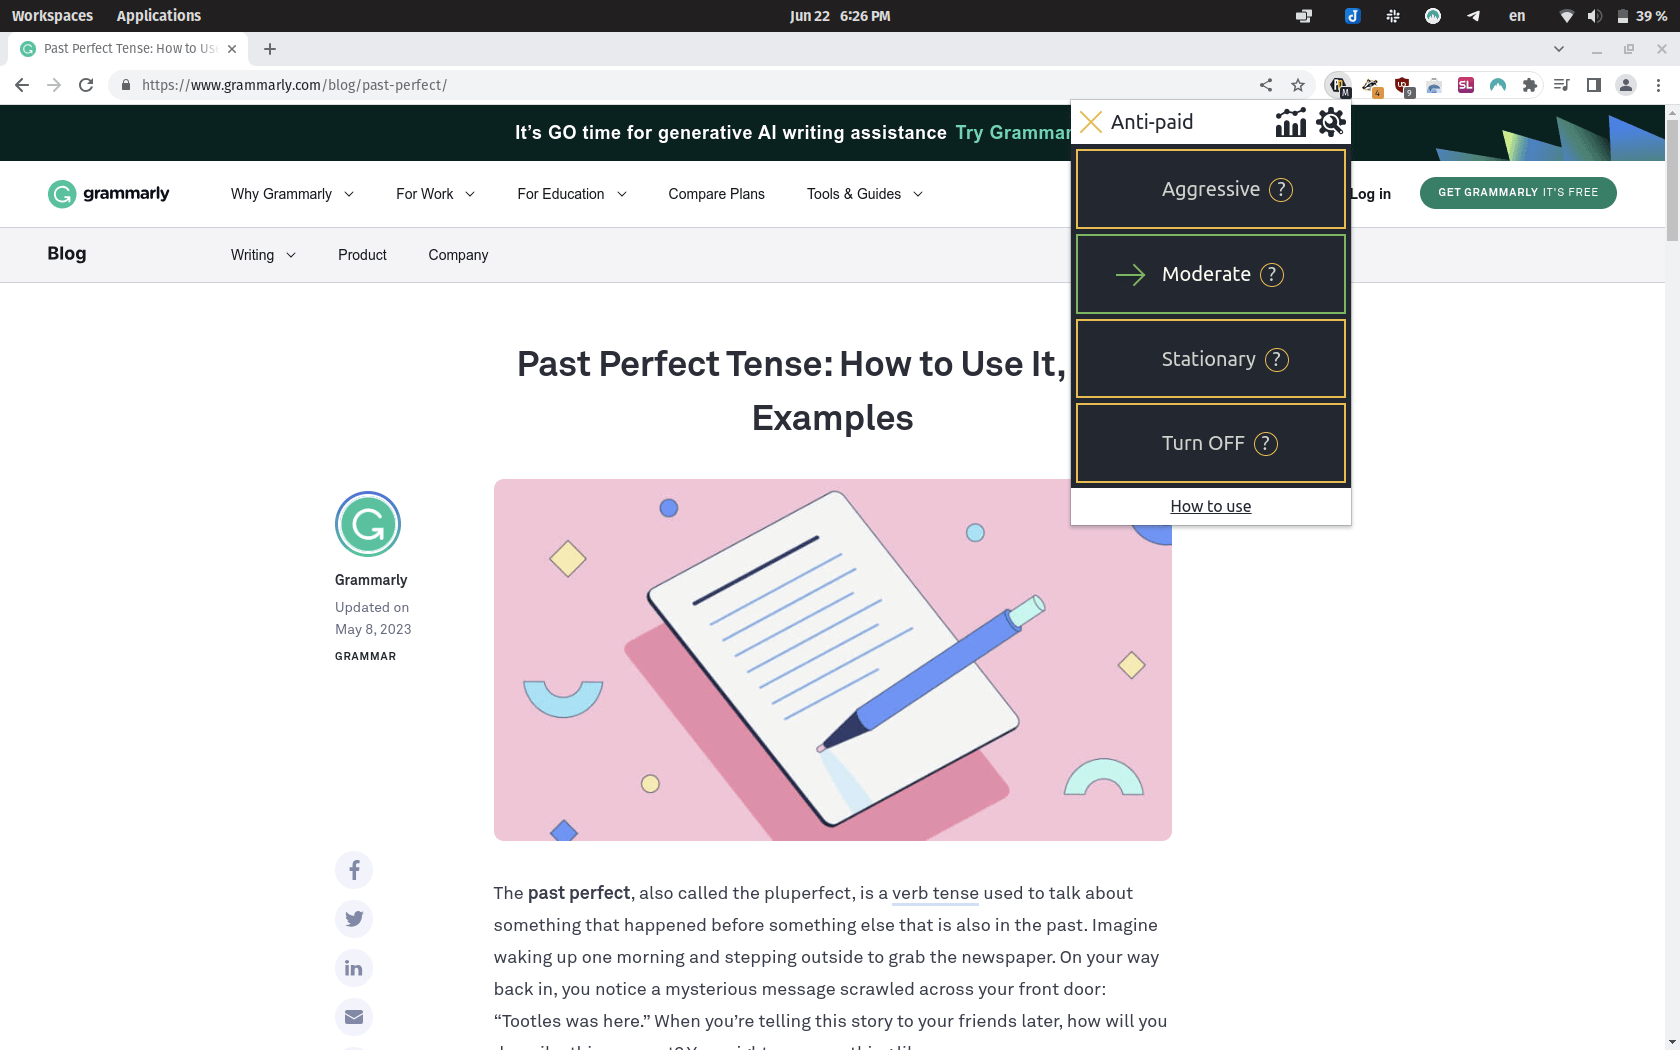 Workspaces Applications Jun 22 6:26 PM en 39 %
Past Perfect Tense: How to Us
https://www.grammarly.com/blog/past-perfect/
M 4 9 SL
It's GO time for generative AI writing assistance Try Grammar
Anti-paid
grammarly Why Grammarly For Work For Education Compare Plans Tools & Guides Log in GET GRAMMARLY IT'S FREE
Blog Writing Product Company
Aggressive ?
Moderate ?
Stationary ?
Turn OFF ?
How to use
Past Perfect Tense: How to Use It,
Examples
Grammarly
Updated on
May 8, 2023
GRAMMAR
The past perfect, also called the pluperfect, is a verb tense used to talk about
something that happened before something else that is also in the past. Imagine
waking up one morning and stepping outside to grab the newspaper. On your way
back in, you notice a mysterious message scrawled across your front door:
“Tootles was here.” When you’re telling this story to your friends later, how will you